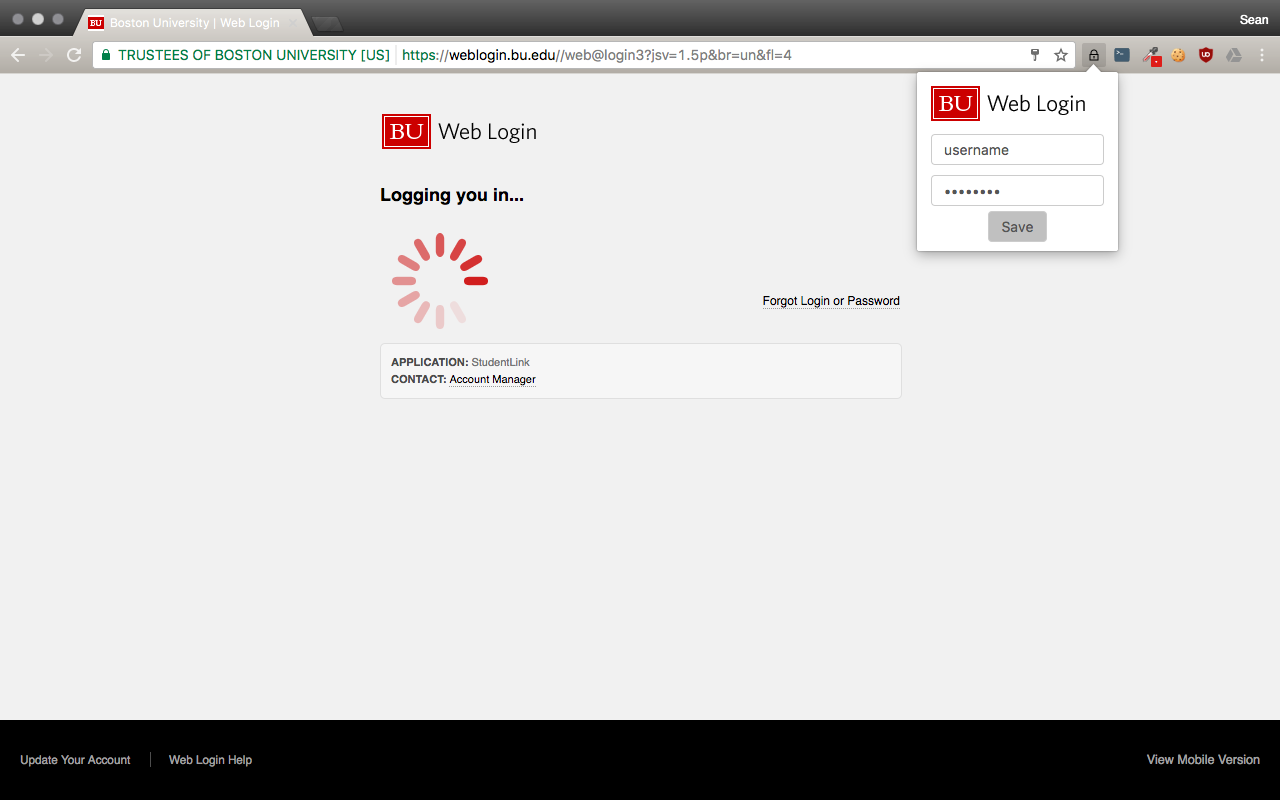 Boston University | Web Login
Sean
TRUSTEES OF BOSTON UNIVERSITY [US] https://weblogin.bu.edu//web@login3?jsv=1.5p&br=un&fl=4
BU Web Login
username
••••••••
Save
BU Web Login
Logging you in...
Forgot Login or Password
APPLICATION: StudentLink
CONTACT: Account Manager
Update Your Account
Web Login Help
View Mobile Version